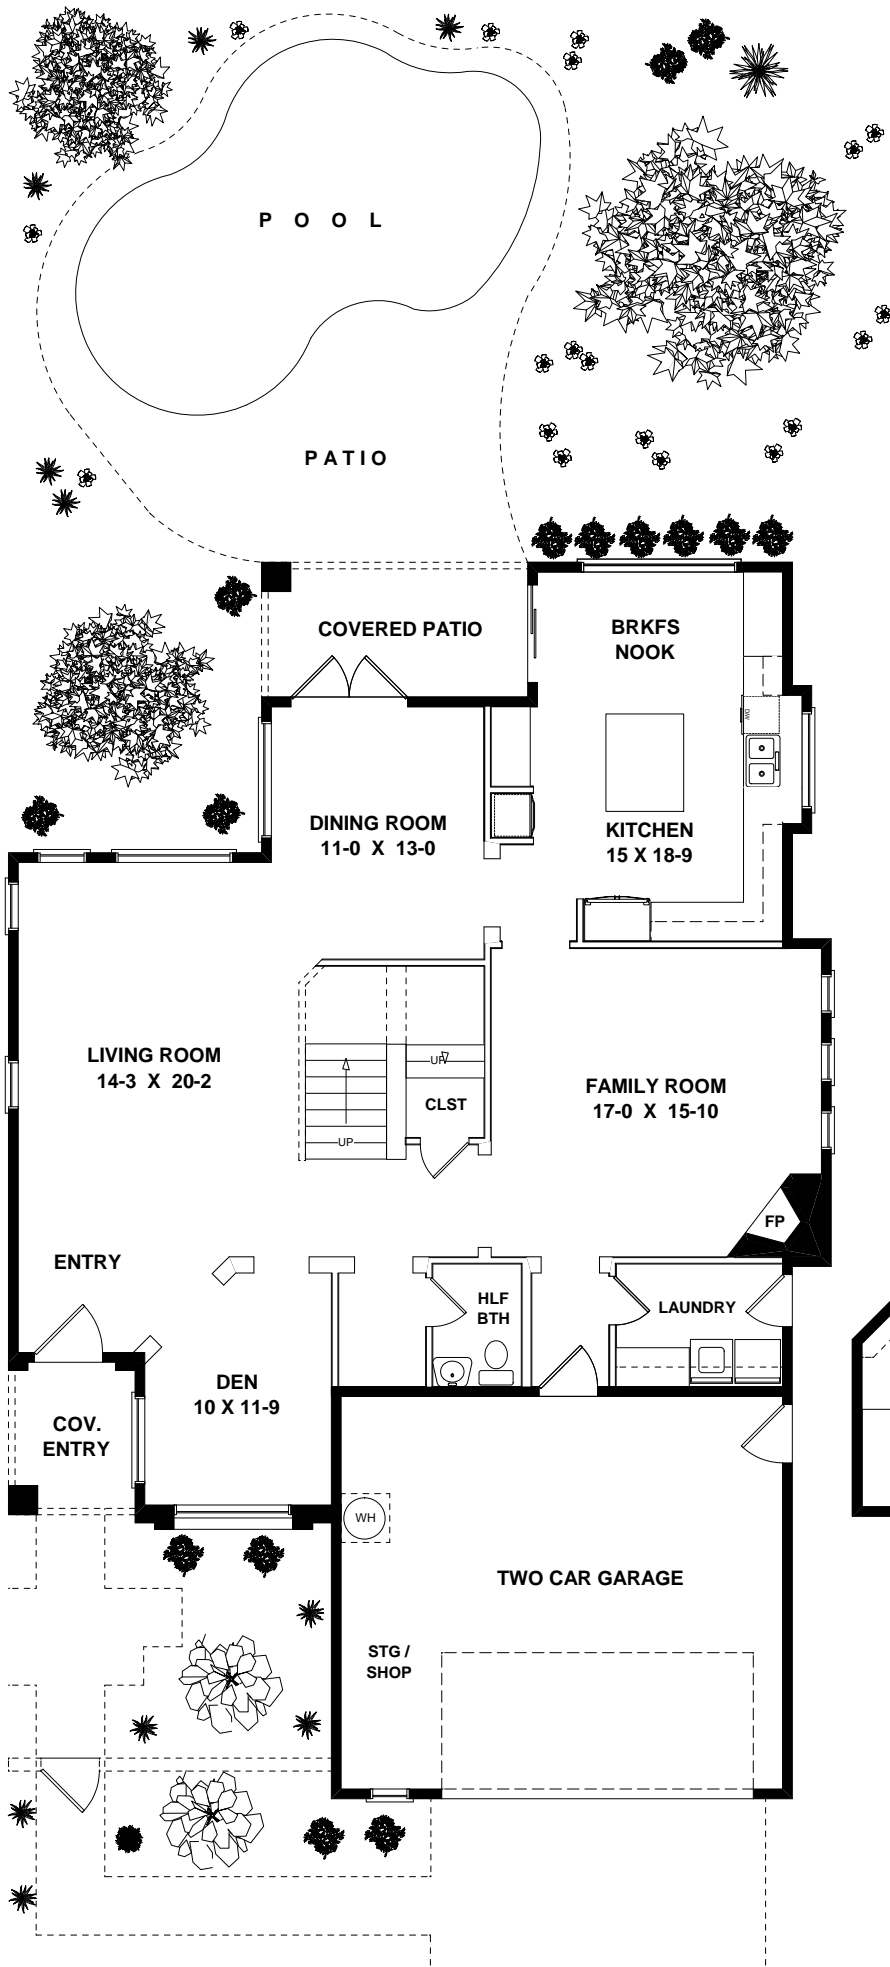 P O O L
PATIO
COVERED PATIO
BRKFS
NOOK
DW
DINING ROOM
11-0 X 13-0
KITCHEN
15 X 18-9
LIVING ROOM
14-3 X 20-2
UP
CLST
UP
FAMILY ROOM
17-0 X 15-10
FP
ENTRY
HLF
BTH
LAUNDRY
DEN
10 X 11-9
COV.
ENTRY
WH
TWO CAR GARAGE
STG /
SHOP